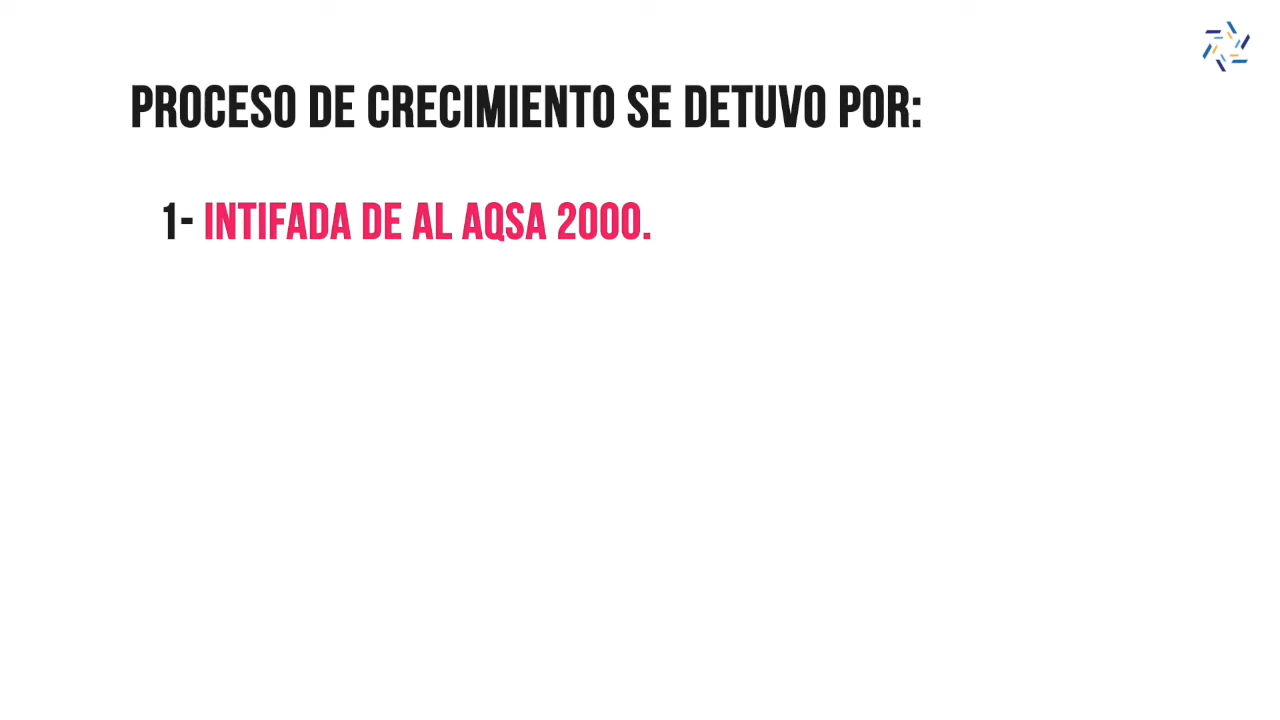 PROCESO DE CRECIMIENTO SE DETUVO POR:
1- INTIFADA DE AL AQSA 2000.